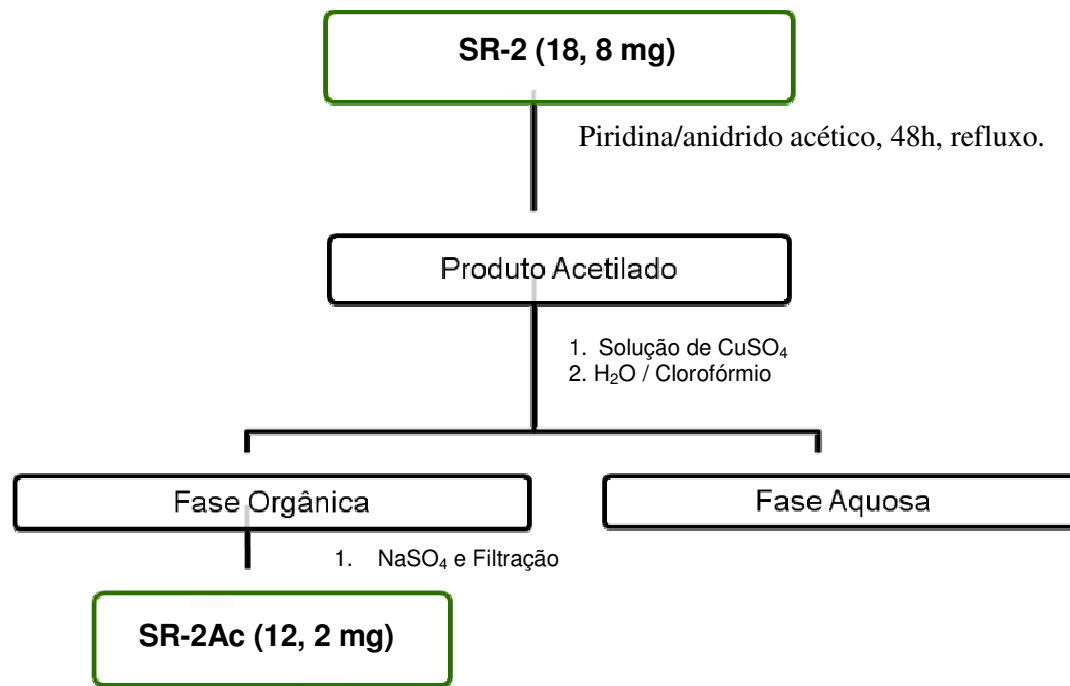 SR-2 (18, 8 mg)
Piridina/anidrido acético, 48h, refluxo.
Produto Acetilado
1. Solução de CuSO₄
2. H₂O / Clorofórmio
Fase Orgânica
Fase Aquosa
1. NaSO₄ e Filtração
SR-2Ac (12, 2 mg)